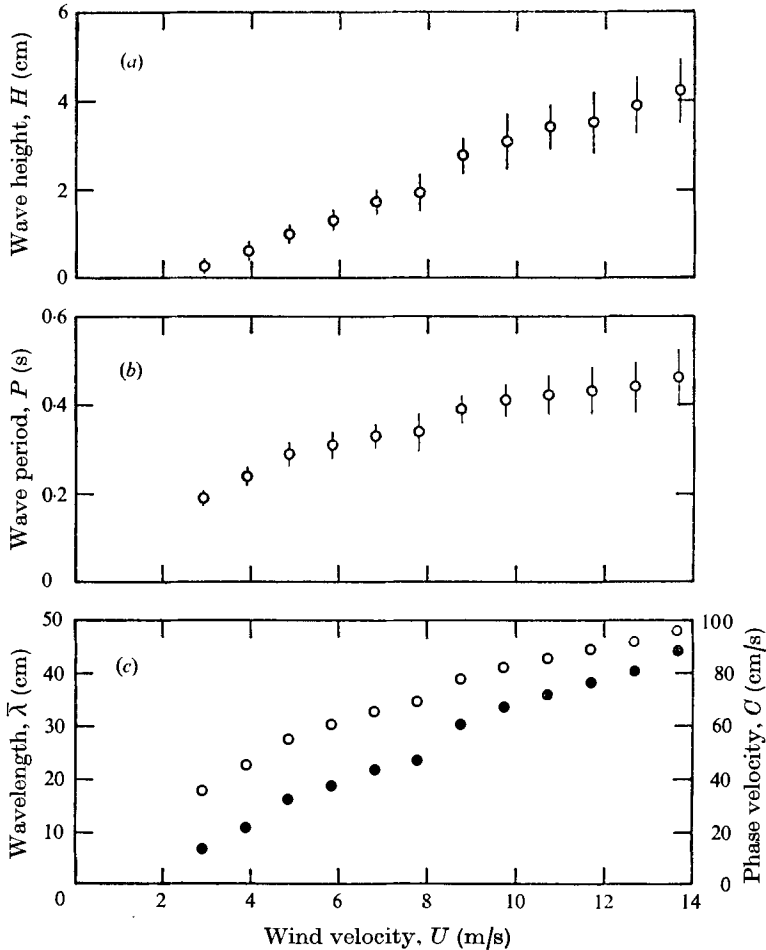 6
4
2
0
(a)
Wave height, H (cm)
0·6
0·4
0·2
0
(b)
Wave period, P (s)
50
40
30
20
10
0
(c)
Wavelength, λ̅ (cm)
100
80
60
40
20
0
Phase velocity, C (cm/s)
2 4 6 8 10 12 14
Wind velocity, U (m/s)